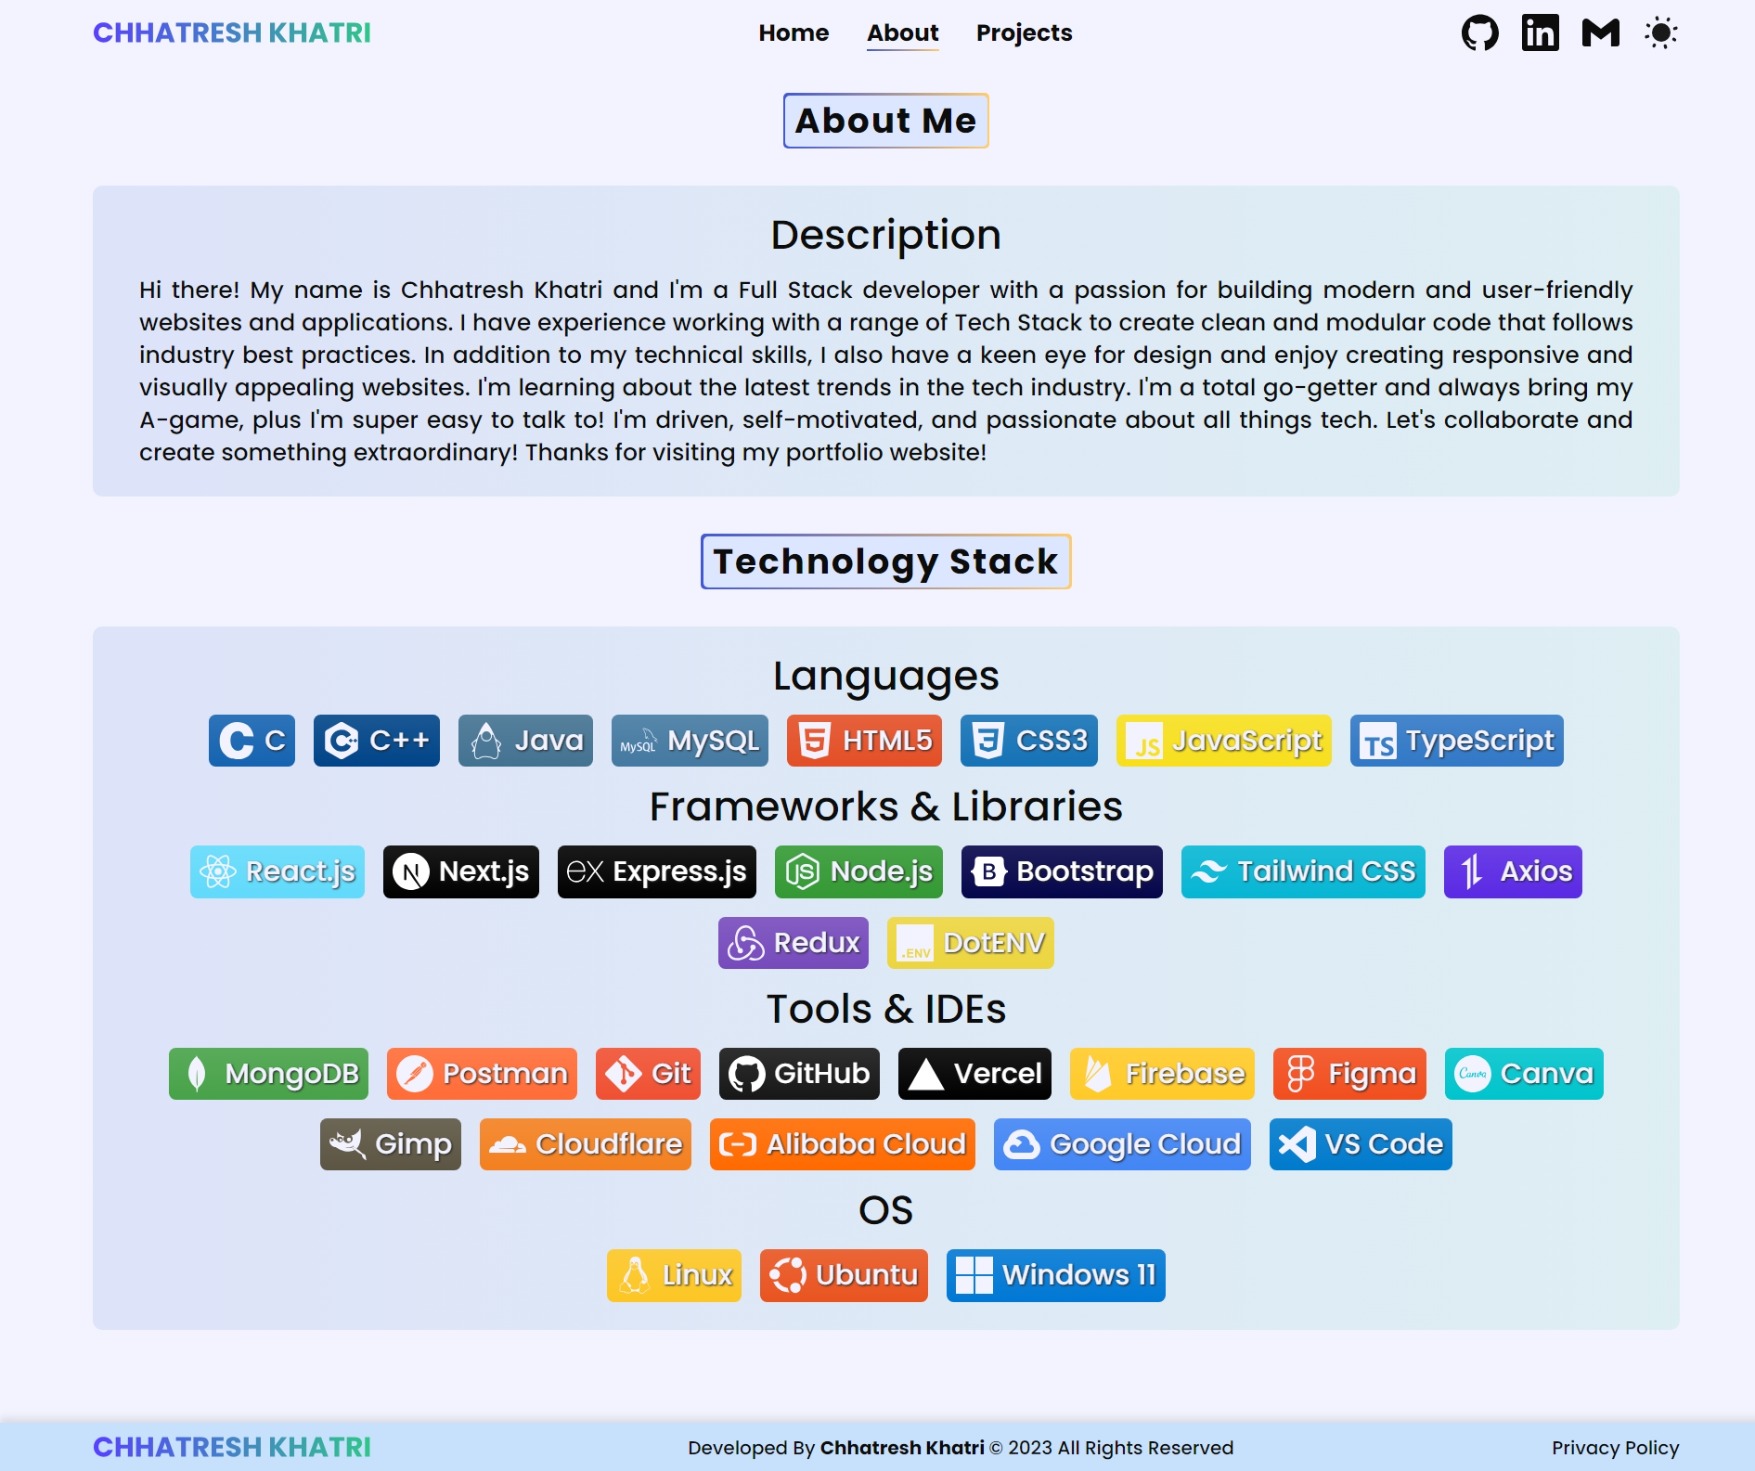 CHHATRESH KHATRI Home About Projects
About Me
Description
Hi there! My name is Chhatresh Khatri and I'm a Full Stack developer with a passion for building modern and user-friendly
websites and applications. I have experience working with a range of Tech Stack to create clean and modular code that follows
industry best practices. In addition to my technical skills, I also have a keen eye for design and enjoy creating responsive and
visually appealing websites. I'm learning about the latest trends in the tech industry. I'm a total go-getter and always bring my
A-game, plus I'm super easy to talk to! I'm driven, self-motivated, and passionate about all things tech. Let's collaborate and
create something extraordinary! Thanks for visiting my portfolio website!
Technology Stack
Languages
C C++ Java MySQL MySQL HTML5 CSS3 JS JavaScript TS TypeScript
Frameworks & Libraries
React.js N Next.js ex Express.js JS Node.js B Bootstrap Tailwind CSS Axios
Redux .ENV DotENV
Tools & IDEs
MongoDB Postman Git GitHub Vercel Firebase Figma Canva Canva
Gimp Cloudflare Alibaba Cloud Google Cloud VS Code
OS
Linux Ubuntu Windows 11
CHHATRESH KHATRI Developed By Chhatresh Khatri © 2023 All Rights Reserved Privacy Policy